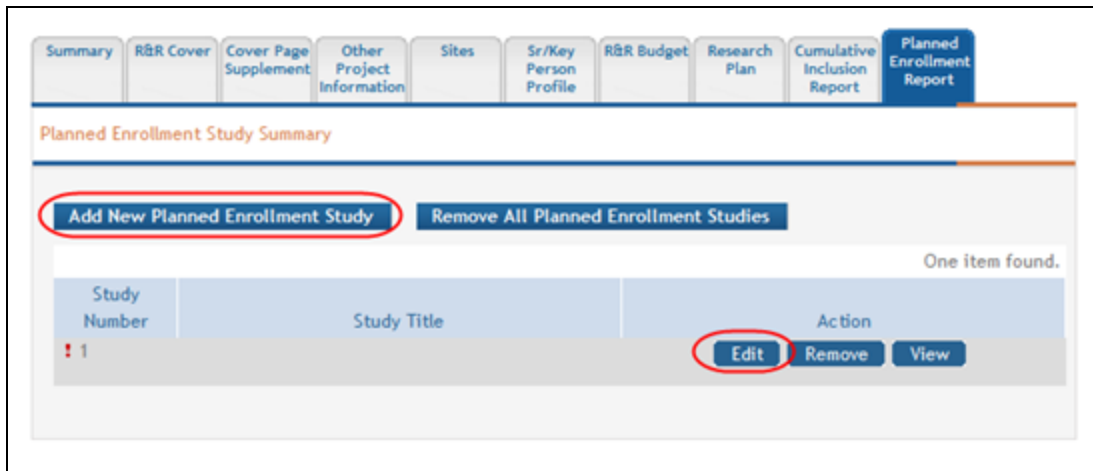 Summary
R&R Cover
Cover Page
Supplement
Other
Project
Information
Sites
Sr/Key
Person
Profile
R&R Budget
Research
Plan
Cumulative
Inclusion
Report
Planned
Enrollment
Report
Planned Enrollment Study Summary
Add New Planned Enrollment Study Remove All Planned Enrollment Studies
One item found.
Study
Number
Study Title
Action
! 1 Edit Remove View